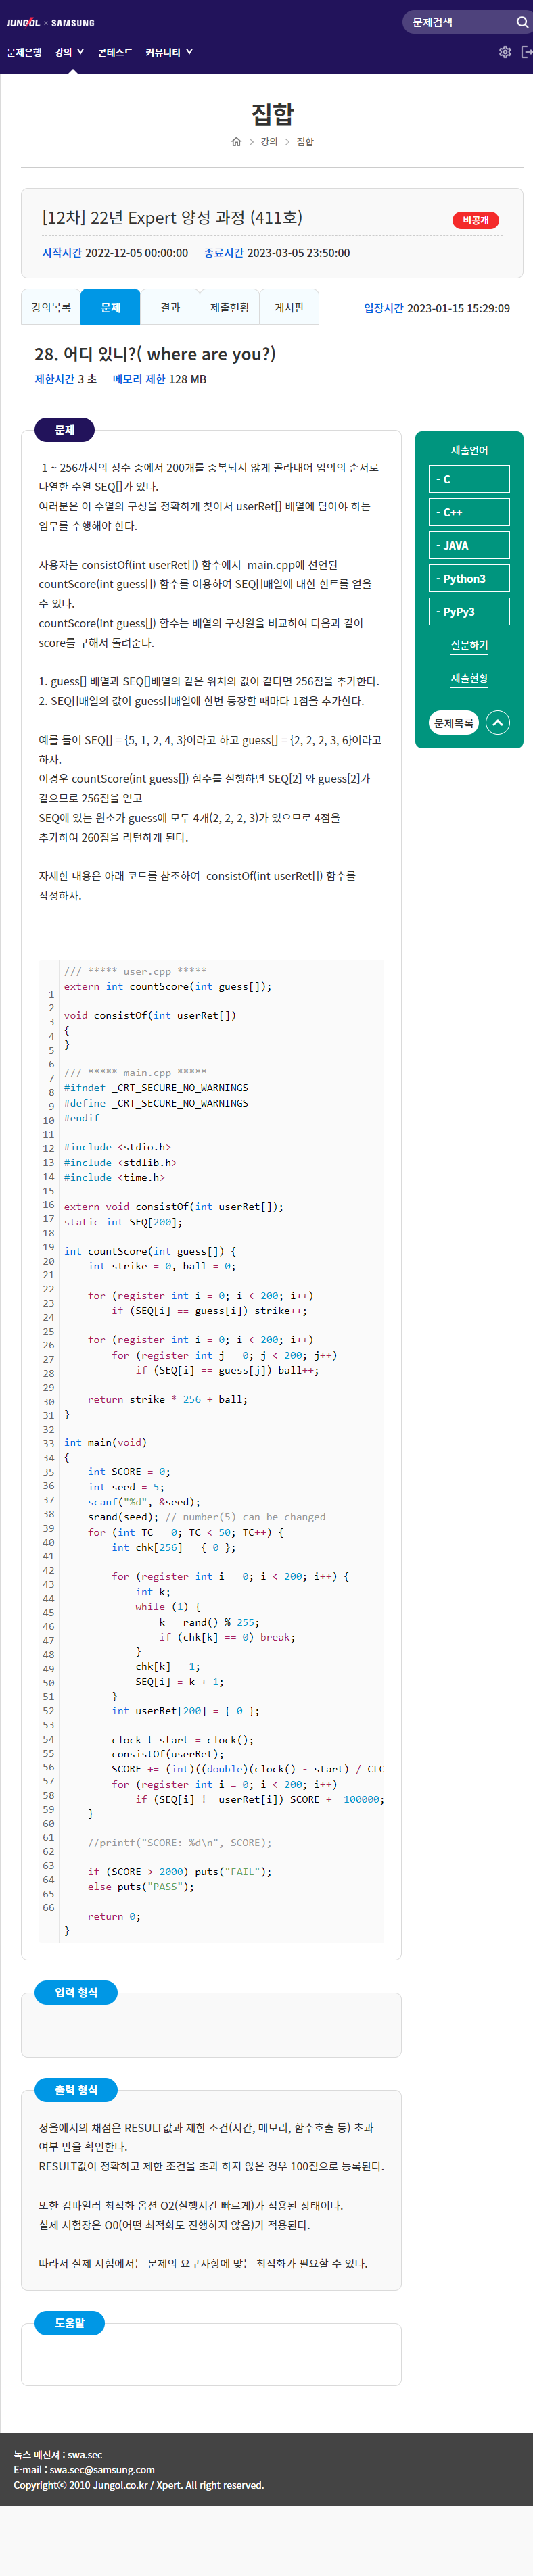 JUNGOL × SAMSUNG
문제검색
문제은행 강의 콘테스트 커뮤니티
집합
강의 집합
[12차] 22년 Expert 양성 과정 (411호)
비공개
시작시간 2022-12-05 00:00:00 종료시간 2023-03-05 23:50:00
강의목록 문제 결과 제출현황 게시판 입장시간 2023-01-15 15:29:09
28. 어디 있니?( where are you?)
제한시간 3 초 메모리 제한 128 MB
문제
1 ~ 256까지의 정수 중에서 200개를 중복되지 않게 골라내어 임의의 순서로
나열한 수열 SEQ[]가 있다.
여러분은 이 수열의 구성을 정확하게 찾아서 userRet[] 배열에 담아야 하는
임무를 수행해야 한다.
사용자는 consistOf(int userRet[]) 함수에서 main.cpp에 선언된
countScore(int guess[]) 함수를 이용하여 SEQ[]배열에 대한 힌트를 얻을
수 있다.
countScore(int guess[]) 함수는 배열의 구성원을 비교하여 다음과 같이
score를 구해서 돌려준다.
1. guess[] 배열과 SEQ[]배열의 같은 위치의 값이 같다면 256점을 추가한다.
2. SEQ[]배열의 값이 guess[]배열에 한번 등장할 때마다 1점을 추가한다.
예를 들어 SEQ[] = {5, 1, 2, 4, 3}이라고 하고 guess[] = {2, 2, 2, 3, 6}이라고
하자.
이경우 countScore(int guess[]) 함수를 실행하면 SEQ[2] 와 guess[2]가
같으므로 256점을 얻고
SEQ에 있는 원소가 guess에 모두 4개(2, 2, 2, 3)가 있으므로 4점을
추가하여 260점을 리턴하게 된다.
자세한 내용은 아래 코드를 참조하여 consistOf(int userRet[]) 함수를
작성하자.
제출언어
- C
- C++
- JAVA
- Python3
- PyPy3
질문하기
제출현황
문제목록
1
2
3
4
5
6
7
8
9
10
11
12
13
14
15
16
17
18
19
20
21
22
23
24
25
26
27
28
29
30
31
32
33
34
35
36
37
38
39
40
41
42
43
44
45
46
47
48
49
50
51
52
53
54
55
56
57
58
59
60
61
62
63
64
65
66
/// ***** user.cpp *****
extern int countScore(int guess[]);
void consistOf(int userRet[])
{
}
/// ***** main.cpp *****
#ifndef _CRT_SECURE_NO_WARNINGS
#define _CRT_SECURE_NO_WARNINGS
#endif
#include <stdio.h>
#include <stdlib.h>
#include <time.h>
extern void consistOf(int userRet[]);
static int SEQ[200];
int countScore(int guess[]) {
int strike = 0, ball = 0;
for (register int i = 0; i < 200; i++)
if (SEQ[i] == guess[i]) strike++;
for (register int i = 0; i < 200; i++)
for (register int j = 0; j < 200; j++)
if (SEQ[i] == guess[j]) ball++;
return strike * 256 + ball;
}
int main(void)
{
int SCORE = 0;
int seed = 5;
scanf("%d", &seed);
srand(seed); // number(5) can be changed
for (int TC = 0; TC < 50; TC++) {
int chk[256] = { 0 };
for (register int i = 0; i < 200; i++) {
int k;
while (1) {
k = rand() % 255;
if (chk[k] == 0) break;
}
chk[k] = 1;
SEQ[i] = k + 1;
}
int userRet[200] = { 0 };
clock_t start = clock();
consistOf(userRet);
SCORE += (int)((double)(clock() - start) / CLO
for (register int i = 0; i < 200; i++)
if (SEQ[i] != userRet[i]) SCORE += 100000;
}
//printf("SCORE: %d\n", SCORE);
if (SCORE > 2000) puts("FAIL");
else puts("PASS");
return 0;
}
입력 형식
출력 형식
정올에서의 채점은 RESULT값과 제한 조건(시간, 메모리, 함수호출 등) 초과
여부 만을 확인한다.
RESULT값이 정확하고 제한 조건을 초과 하지 않은 경우 100점으로 등록된다.
또한 컴파일러 최적화 옵션 O2(실행시간 빠르게)가 적용된 상태이다.
실제 시험장은 O0(어떤 최적화도 진행하지 않음)가 적용된다.
따라서 실제 시험에서는 문제의 요구사항에 맞는 최적화가 필요할 수 있다.
도움말
녹스 메신져 : swa.sec
E-mail : swa.sec@samsung.com
Copyrightⓒ 2010 Jungol.co.kr / Xpert. All right reserved.